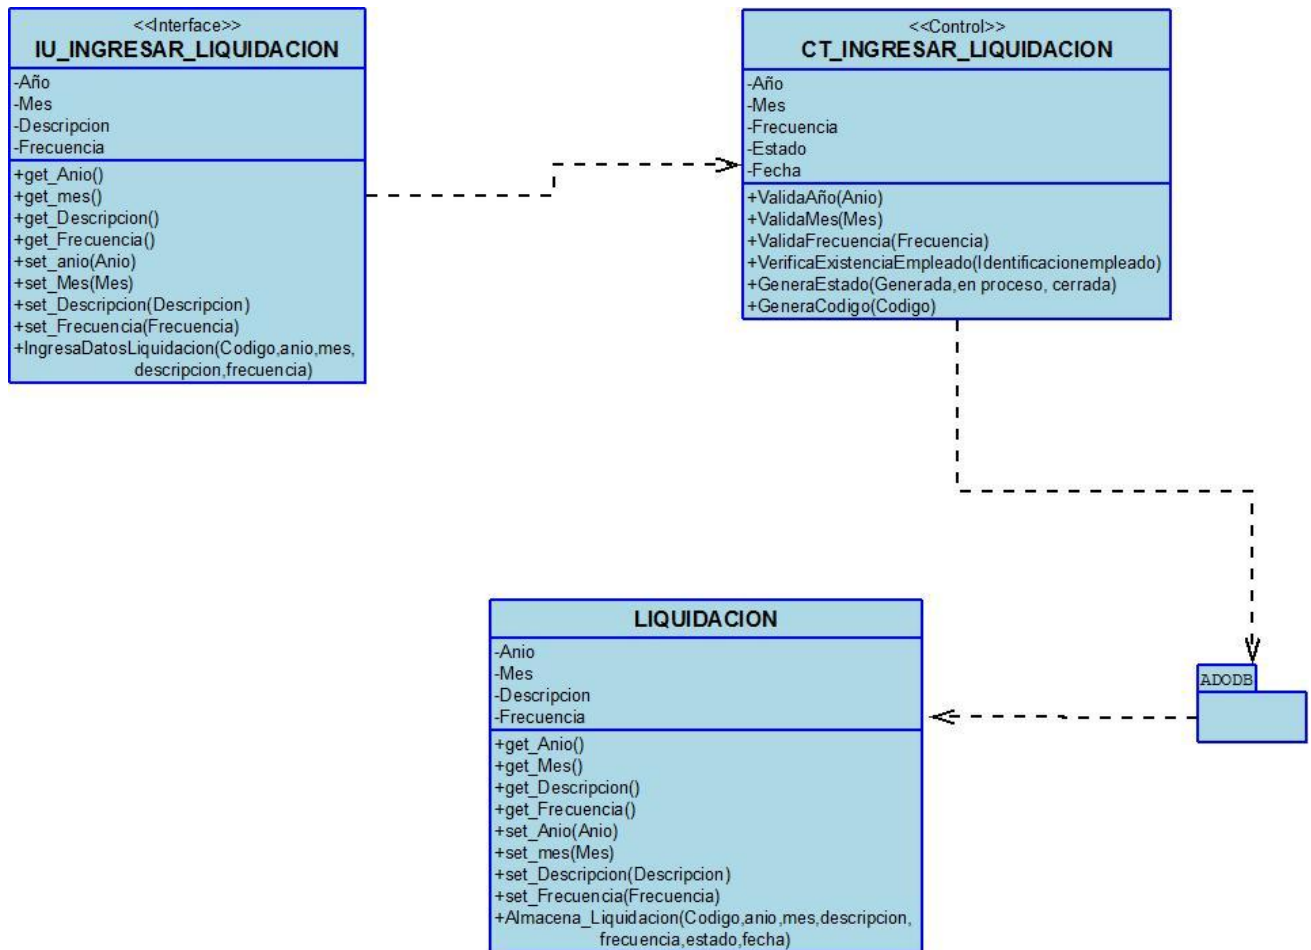 <<Interface>>
IU_INGRESAR_LIQUIDACION
-Año
-Mes
-Descripcion
-Frecuencia
+get_Anio()
+get_mes()
+get_Descripcion()
+get_Frecuencia()
+set_anio(Anio)
+set_Mes(Mes)
+set_Descripcion(Descripcion)
+set_Frecuencia(Frecuencia)
+IngresaDatosLiquidacion(Codigo,anio,mes,
descripcion,frecuencia)
<<Control>>
CT_INGRESAR_LIQUIDACION
-Año
-Mes
-Frecuencia
-Estado
-Fecha
+ValidaAño(Anio)
+ValidaMes(Mes)
+ValidaFrecuencia(Frecuencia)
+VerificaExistenciaEmpleado(Identificacionempleado)
+GeneraEstado(Generada,en proceso, cerrada)
+GeneraCodigo(Codigo)
LIQUIDACION
-Anio
-Mes
-Descripcion
-Frecuencia
+get_Anio()
+get_Mes()
+get_Descripcion()
+get_Frecuencia()
+set_Anio(Anio)
+set_mes(Mes)
+set_Descripcion(Descripcion)
+set_Frecuencia(Frecuencia)
+Almacena_Liquidacion(Codigo,anio,mes,descripcion,
frecuencia,estado,fecha)
ADODB